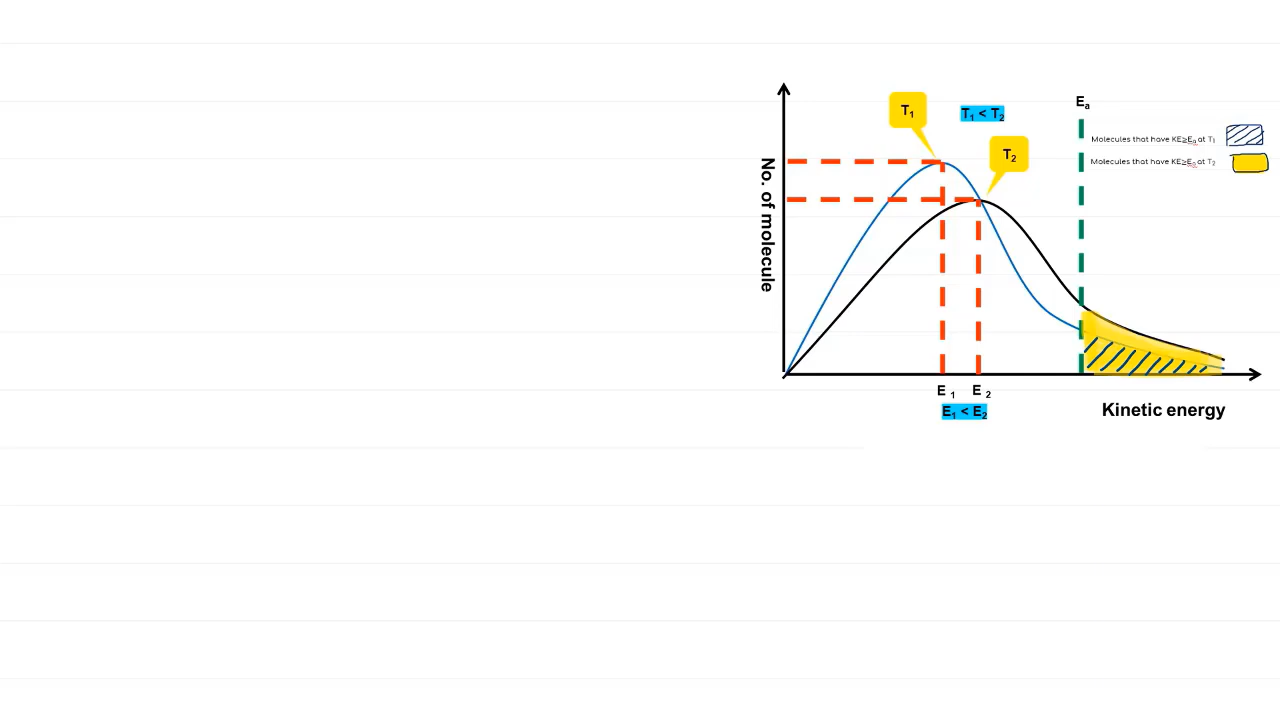 T₁
T₁ < T₂
Eₐ
Molecules that have KE≥Eₐ at T₁
T₂
Molecules that have KE≥Eₐ at T₂
No. of molecule
E ₁
E ₂
E₁ < E₂
Kinetic energy